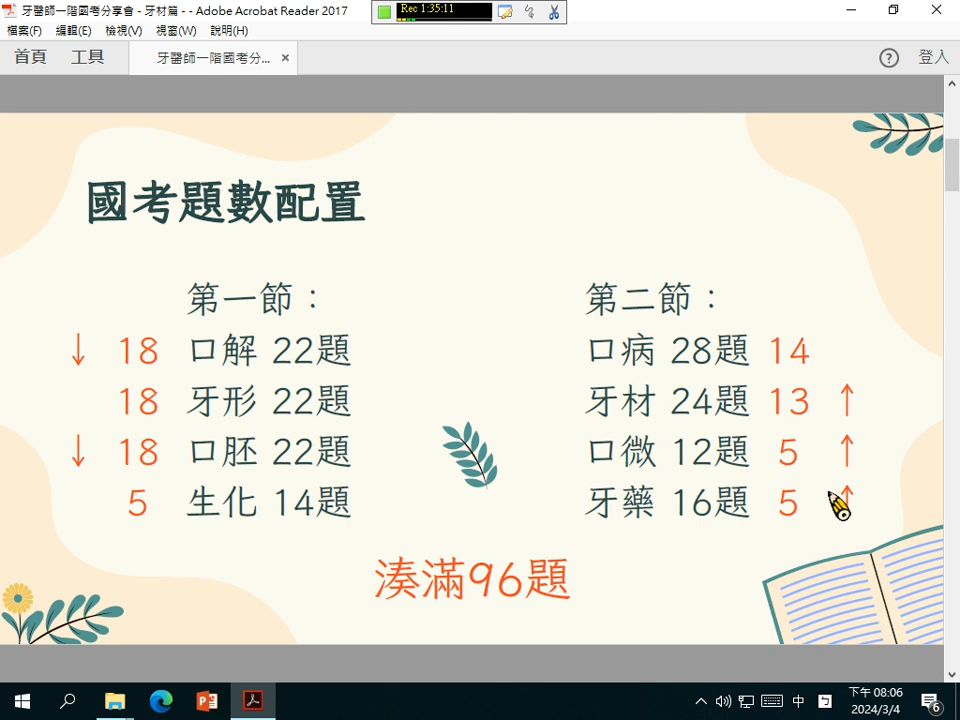 牙醫師一階國考分享會 - 牙材篇 - - Adobe Acrobat Reader 2017
Rec 1:35:11
檔案(F) 編輯(E) 檢視(V) 視窗(W) 說明(H)
首頁 工具 牙醫師一階國考分... × ? 登入
國考題數配置
第一節：
↓ 18 口解 22題
18 牙形 22題
↓ 18 口胚 22題
5 生化 14題
第二節：
口病 28題 14
牙材 24題 13 ↑
口微 12題 5 ↑
牙藥 16題 5 ↑
湊滿96題
中
下午 08:06
2024/3/4
6